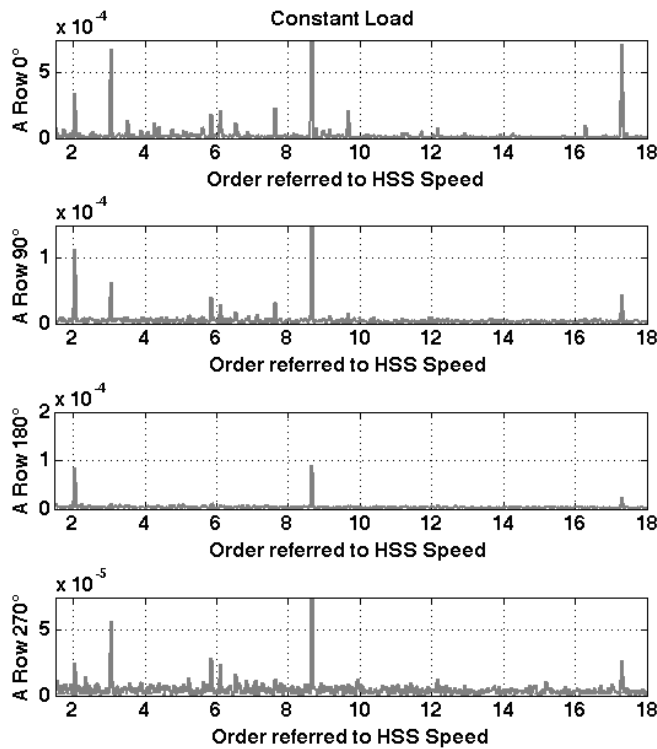 Constant Load
x 10^-4
A Row 0°
5
0
2 4 6 8 10 12 14 16 18
Order referred to HSS Speed
x 10^-4
A Row 90°
1
0
2 4 6 8 10 12 14 16 18
Order referred to HSS Speed
x 10^-4
A Row 180°
2
1
0
2 4 6 8 10 12 14 16 18
Order referred to HSS Speed
x 10^-5
A Row 270°
5
0
2 4 6 8 10 12 14 16 18
Order referred to HSS Speed